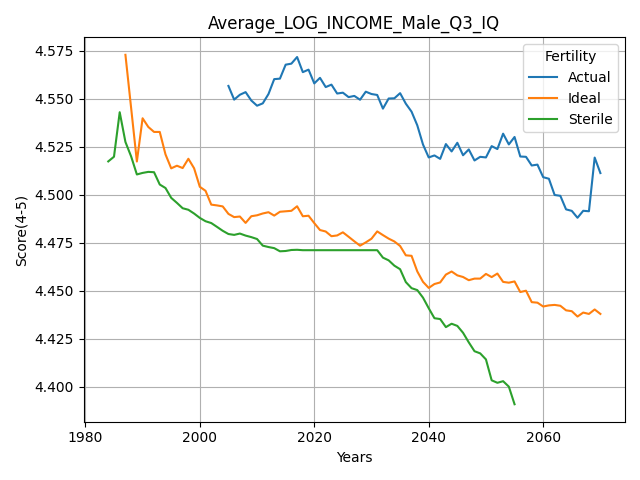 Average_LOG_INCOME_Male_Q3_IQ
Fertility
Actual
Ideal
Sterile
Score(4-5)
4.575
4.550
4.525
4.500
4.475
4.450
4.425
4.400
1980 2000 2020 2040 2060
Years